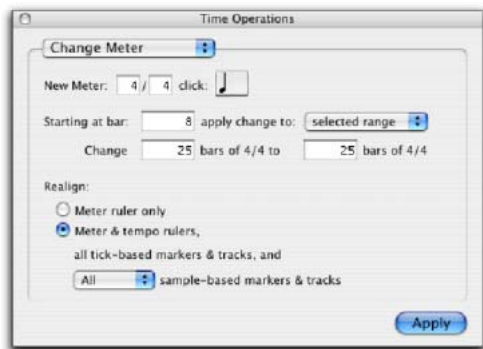 Time Operations
Change Meter
New Meter: 4 / 4 click:
Starting at bar: 8 apply change to: selected range
Change 25 bars of 4/4 to 25 bars of 4/4
Realign:
Meter ruler only
Meter & tempo rulers,
all tick-based markers & tracks, and
All sample-based markers & tracks
Apply